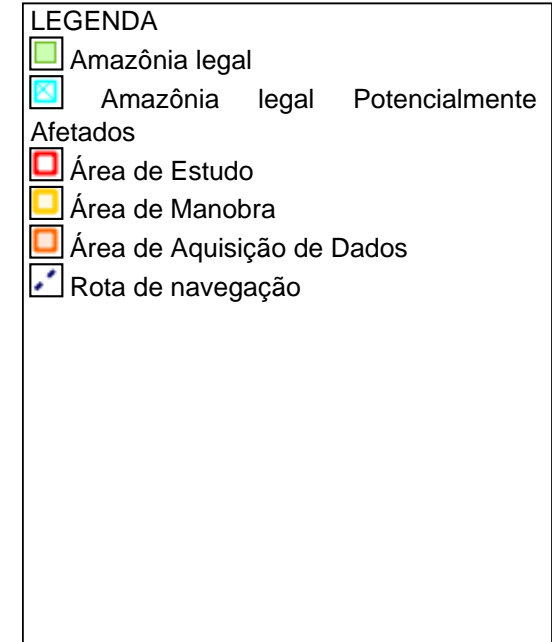 LEGENDA
Amazônia legal
Amazônia legal Potencialmente
Afetados
Área de Estudo
Área de Manobra
Área de Aquisição de Dados
Rota de navegação